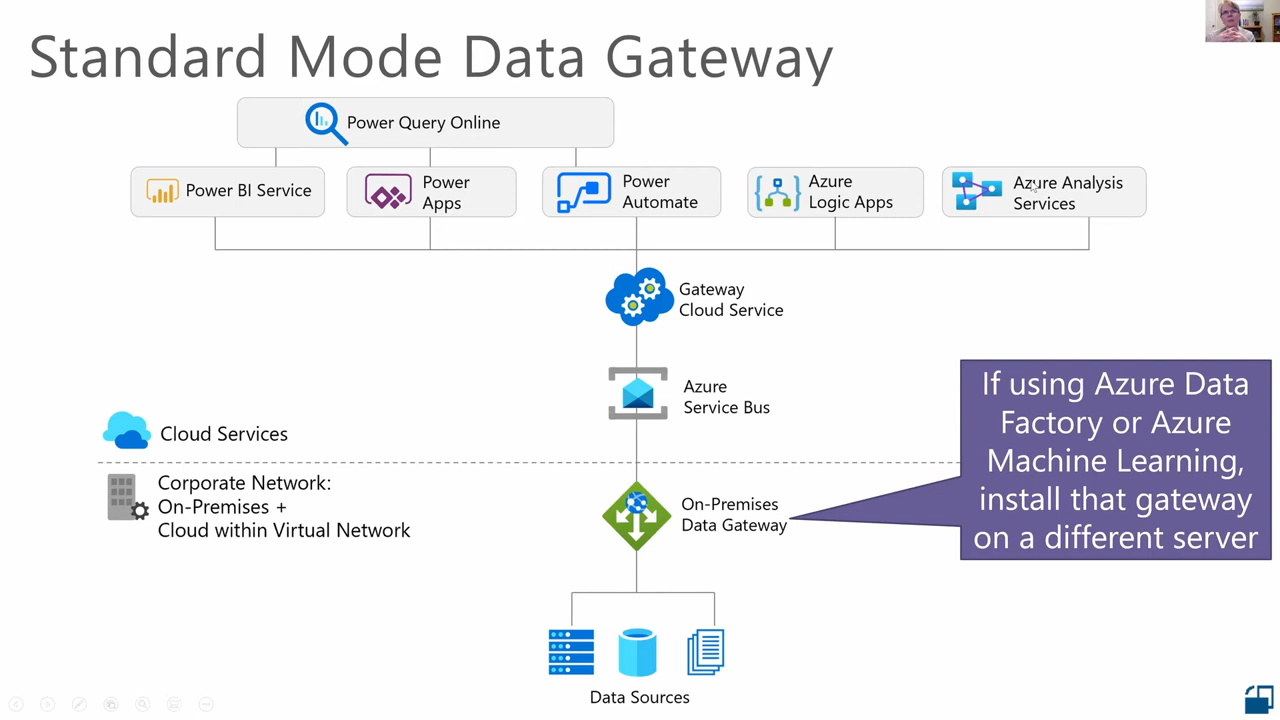 Standard Mode Data Gateway
Power Query Online
Power BI Service
Power
Apps
Power
Automate
Azure
Logic Apps
Azure Analysis
Services
Gateway
Cloud Service
Azure
Service Bus
Cloud Services
Corporate Network:
On-Premises +
Cloud within Virtual Network
On-Premises
Data Gateway
If using Azure Data
Factory or Azure
Machine Learning,
install that gateway
on a different server
Data Sources